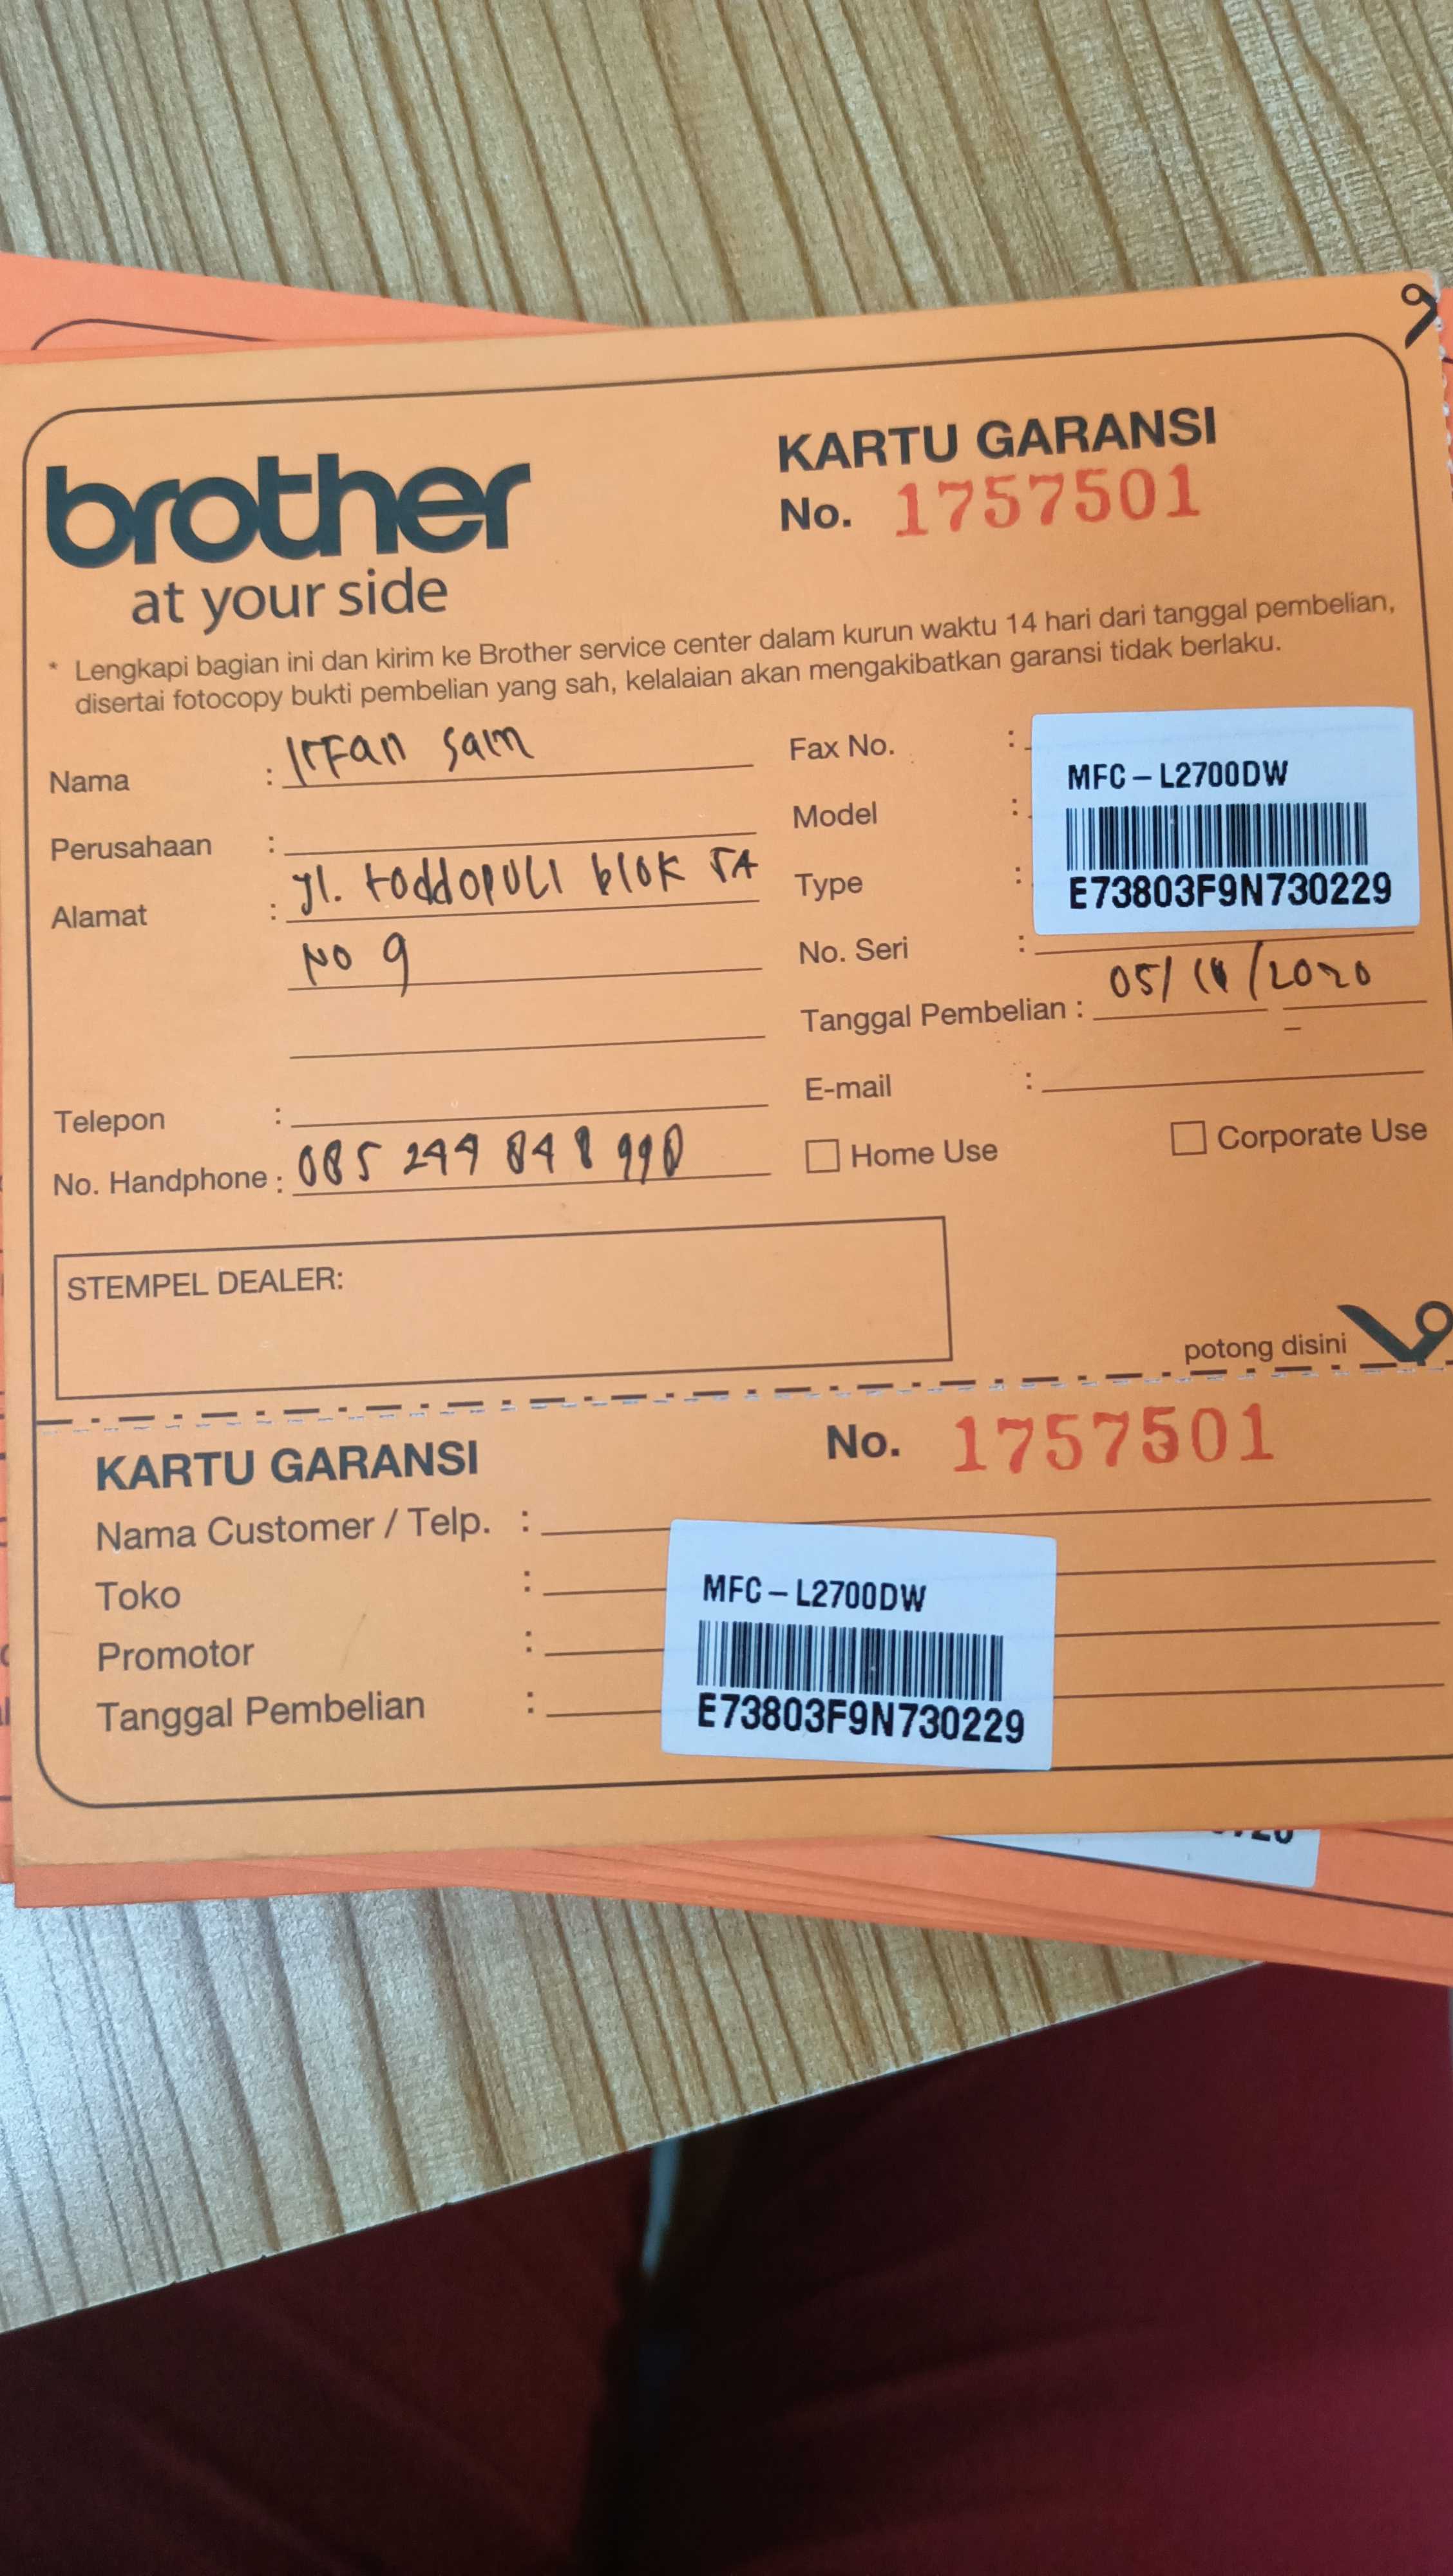 brother
at your side
KARTU GARANSI
No. 1757501
* Lengkapi bagian ini dan kirim ke Brother service center dalam kurun waktu 14 hari dari tanggal pembelian,
disertai fotocopy bukti pembelian yang sah, kelalaian akan mengakibatkan garansi tidak berlaku.
Nama : Irfan Sam
Perusahaan :
Alamat : Jl. toddopuli blok 5A
No 9
Telepon :
No. Handphone : 085 244 848 990
Fax No. :
Model :
Type :
MFC – L2700DW
E73803F9N730229
No. Seri :
Tanggal Pembelian : 05/ /2020
E-mail :
Home Use
Corporate Use
STEMPEL DEALER:
potong disini
KARTU GARANSI
No. 1757501
Nama Customer / Telp. :
Toko :
Promotor :
Tanggal Pembelian :
MFC – L2700DW
E73803F9N730229